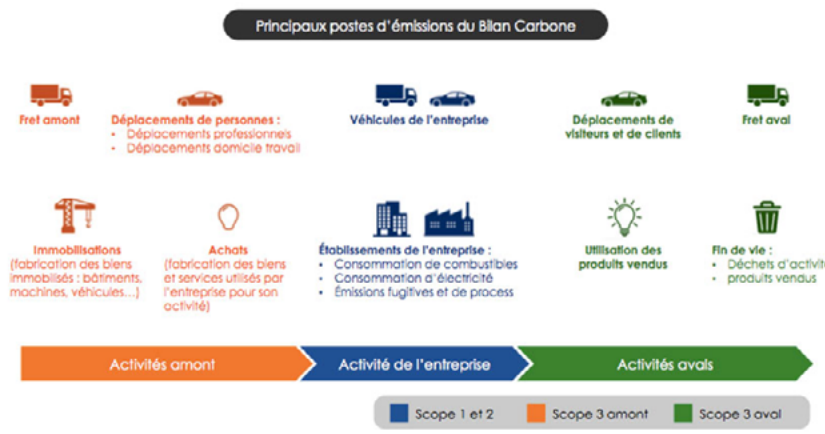 Principaux postes d'émissions du Bilan Carbone
Fret amont
Déplacements de personnes :
• Déplacements professionnels
• Déplacements domicile travail
Véhicules de l'entreprise
Déplacements de
visiteurs et de clients
Fret aval
Immobilisations
(fabrication des biens
immobilisés : bâtiments,
machines, véhicules...)
Achats
(fabrication des biens
et services utilisés par
l'entreprise pour son
activité)
Établissements de l'entreprise :
• Consommation de combustibles
• Consommation d'électricité
• Émissions fugitives et de process
Utilisation des
produits vendus
Fin de vie :
• Déchets d'activit
• produits vendus
Activités amont
Activité de l'entreprise
Activités avals
Scope 1 et 2
Scope 3 amont
Scope 3 aval